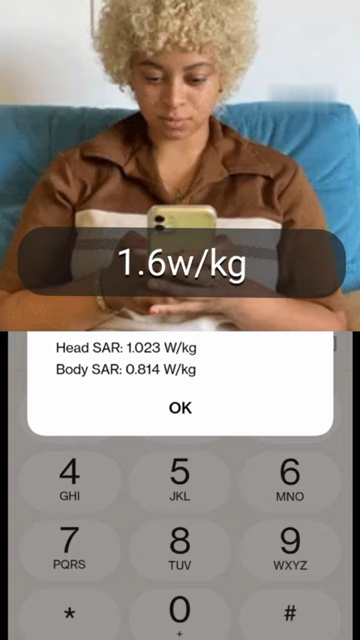 1.6w/kg
Head SAR: 1.023 W/kg
Body SAR: 0.814 W/kg
OK
4 5 6
GHI JKL MNO
7 8 9
PQRS TUV WXYZ
* 0 #
+